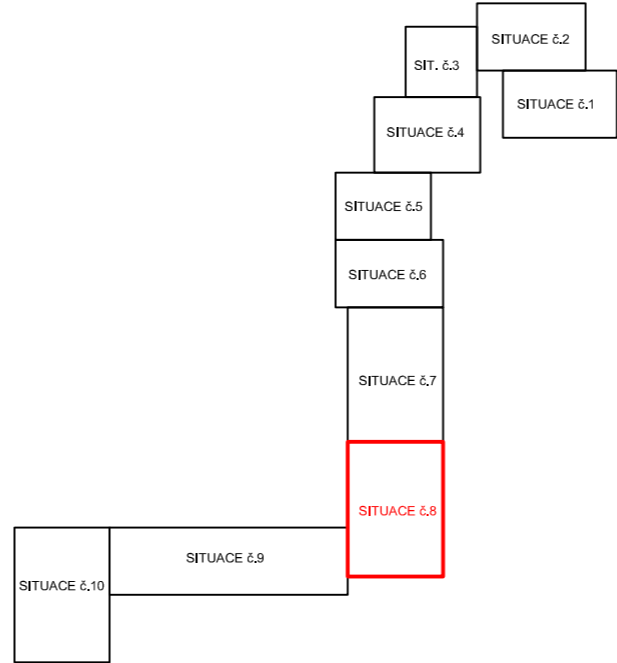 SITUACE č.2
SIT. č.3
SITUACE č.1
SITUACE č.4
SITUACE č.5
SITUACE č.6
SITUACE č.7
SITUACE č.8
SITUACE č.9
SITUACE č.10